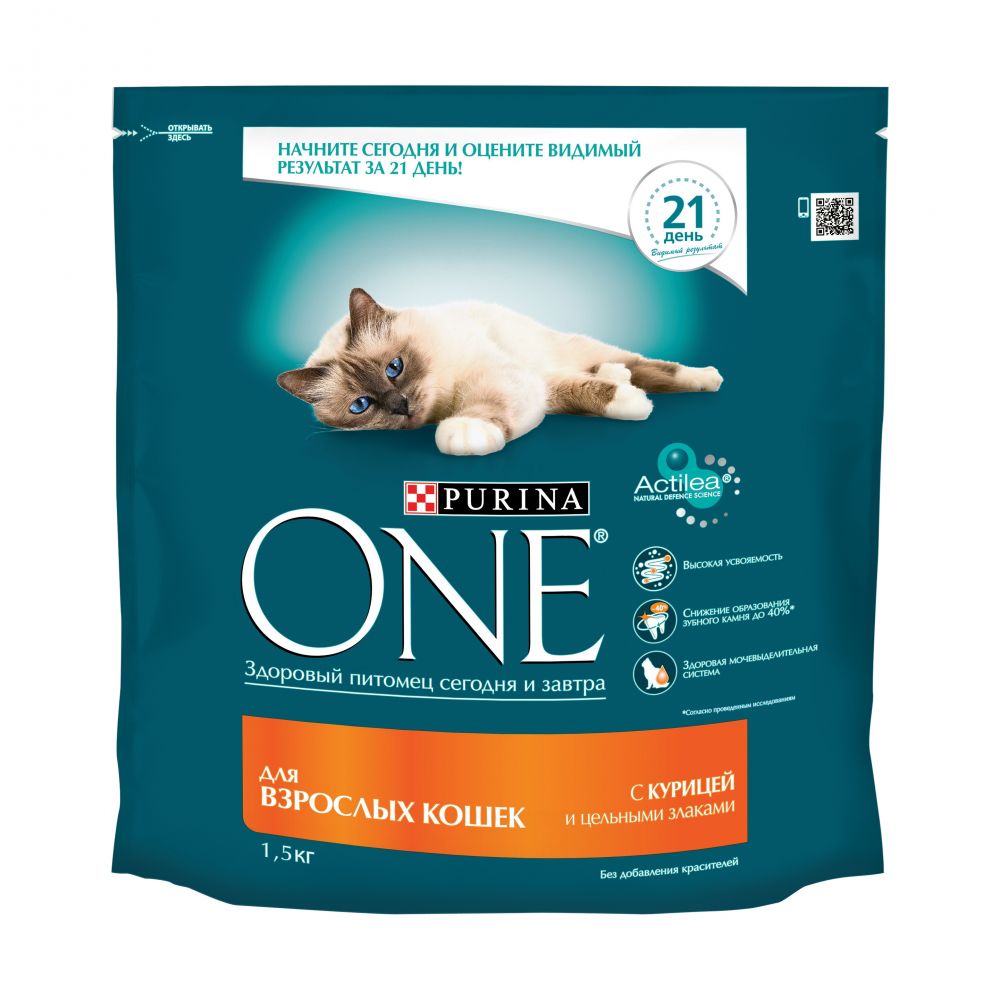 ОТКРЫВАТЬ
ЗДЕСЬ
НАЧНИТЕ СЕГОДНЯ И ОЦЕНИТЕ ВИДИМЫЙ
РЕЗУЛЬТАТ ЗА 21 ДЕНЬ!
21
день
Видимый результат
PURINA
ONE®
Здоровый питомец сегодня и завтра
Actilea®
NATURAL DEFENCE SCIENCE
Высокая усвояемость
-40%
Снижение образования
зубного камня до 40%*
Здоровая мочевыделительная
система
*Согласно проведенным исследованиям
для
ВЗРОСЛЫХ КОШЕК
с КУРИЦЕЙ
и цельными злаками
1,5кг
Без добавления красителей